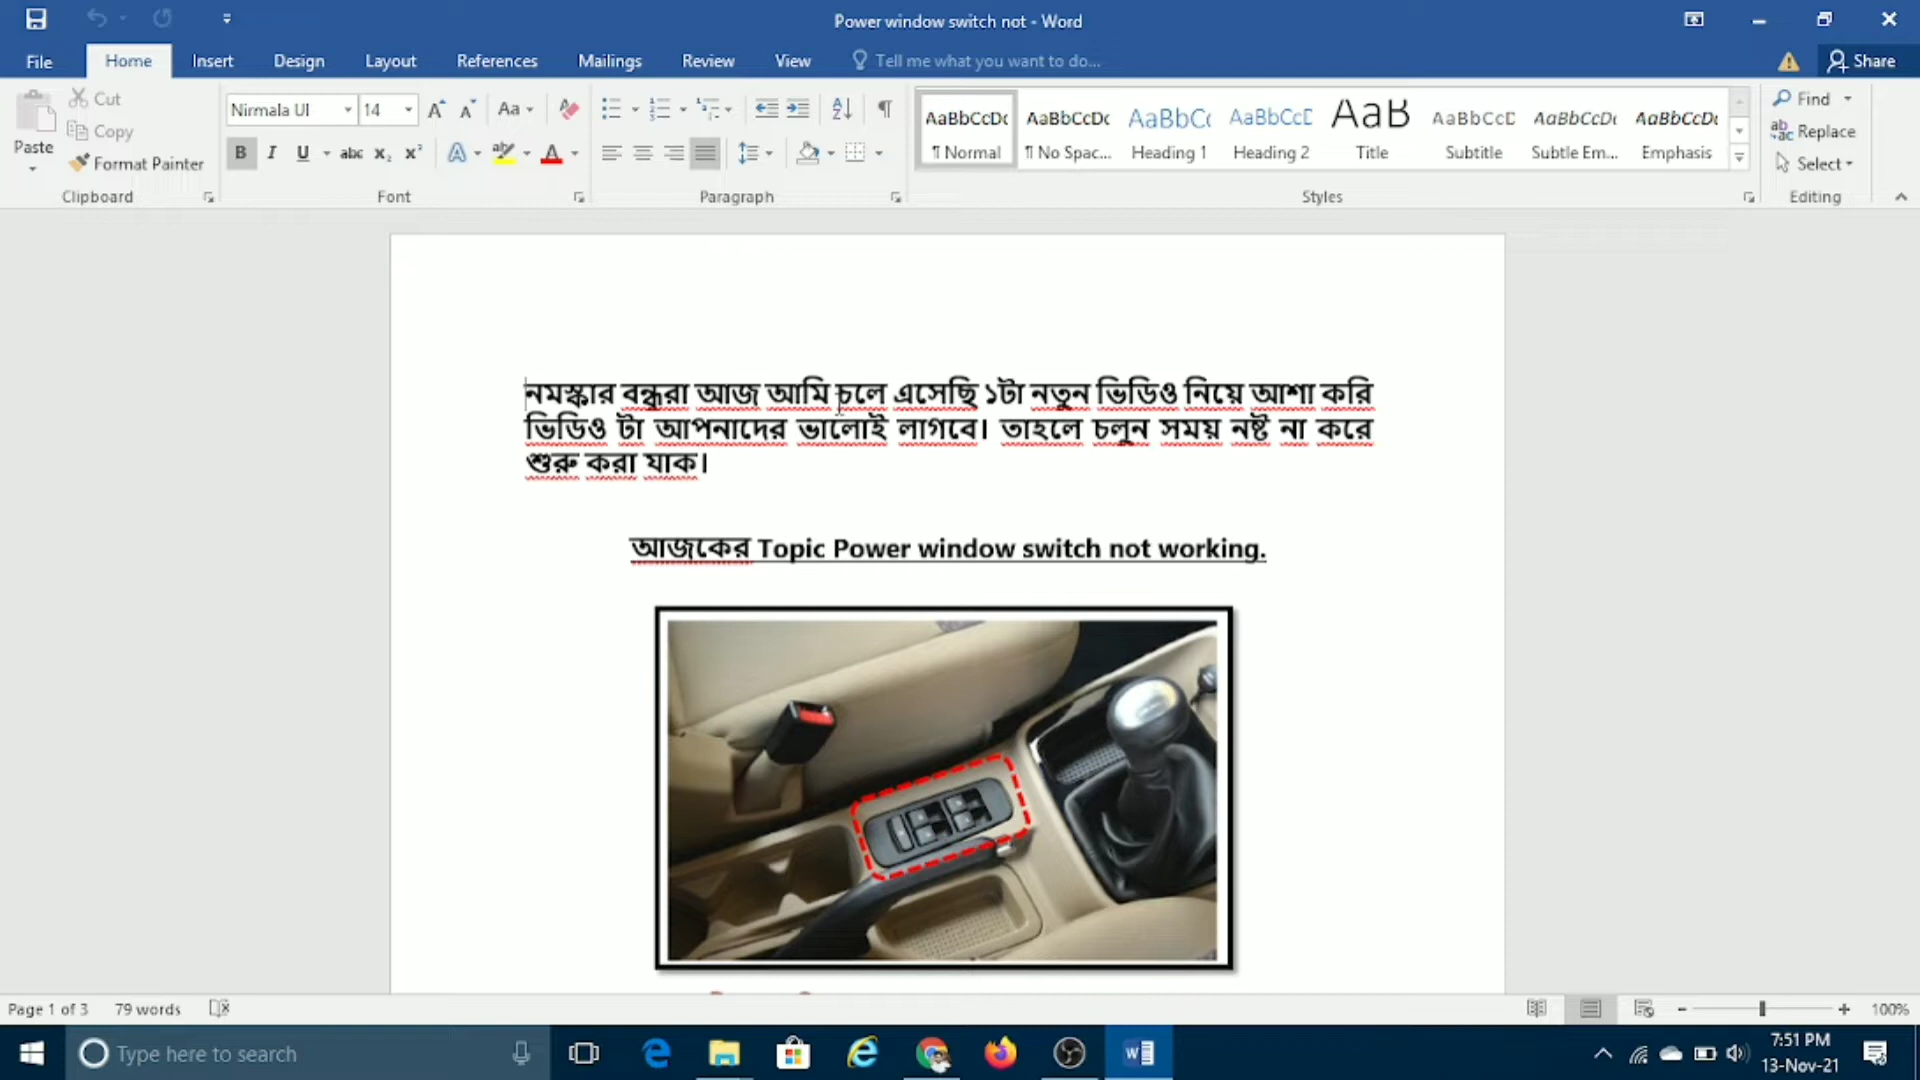 Power window switch not - Word
File Home Insert Design Layout References Mailings Review View Tell me what you want to do... Share
Cut
Copy
Paste
Format Painter
Clipboard
Nirmala UI 14
B I U abc X₂ X²
Font
Paragraph
AaBbCcDc AaBbCcDc AaBbCc AaBbCcD AaB AaBbCcD AaBbCcDc AaBbCcDc
¶ Normal ¶ No Spac... Heading 1 Heading 2 Title Subtitle Subtle Em... Emphasis
Styles
Find
Replace
Select
Editing
নমস্কার বন্ধুরা আজ আমি চলে এসেছি ১টা নতুন ভিডিও নিয়ে আশা করি
ভিডিও টা আপনাদের ভালোই লাগবে। তাহলে চলুন সময় নষ্ট না করে
শুরু করা যাক।
আজকের Topic Power window switch not working.
Page 1 of 3 79 words 100%
Type here to search
7:51 PM
13-Nov-21